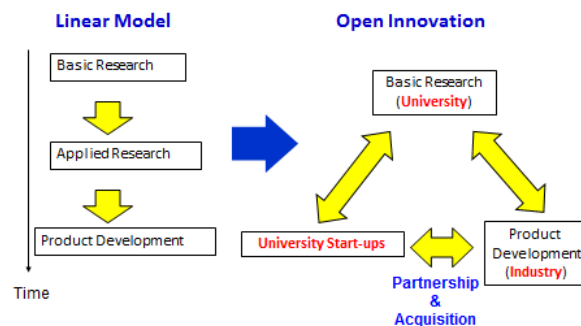 Linear Model
Basic Research
Applied Research
Product Development
Time
Open Innovation
Basic Research
(University)
University Start-ups
Product
Development
(Industry)
Partnership
&
Acquisition